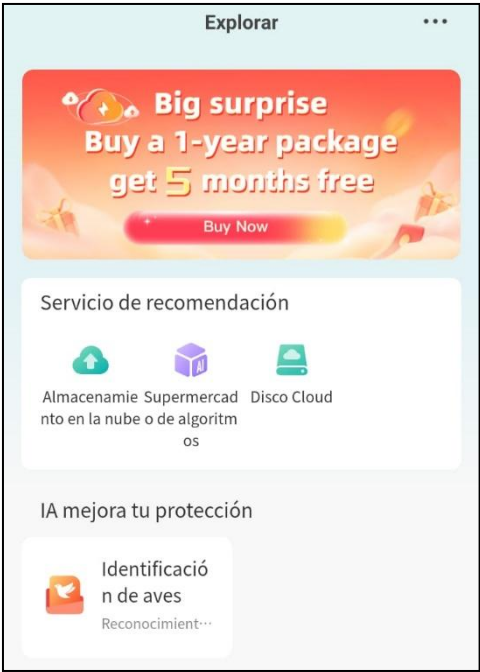 Explorar
Big surprise
Buy a 1-year package
get 5 months free
Buy Now
Servicio de recomendación
AI
Almacenamie Supermercad Disco Cloud
nto en la nube o de algoritm
os
IA mejora tu protección
Identificació
n de aves
Reconocimient…